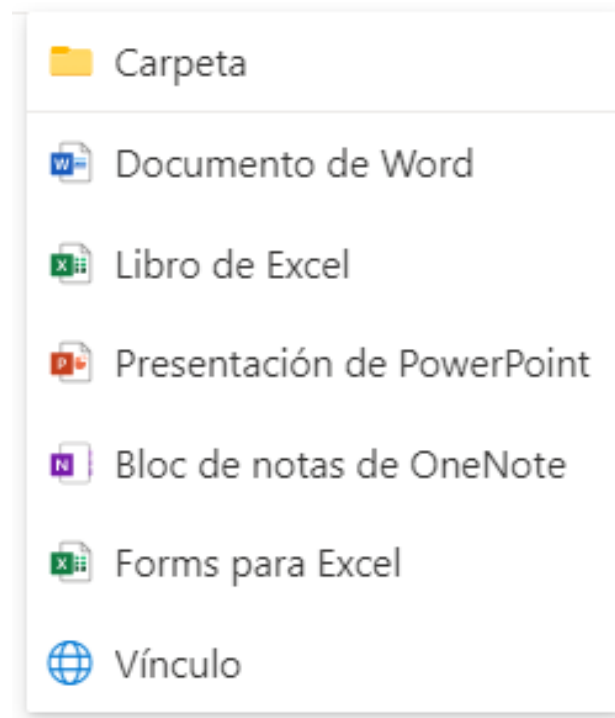 Carpeta
Documento de Word
Libro de Excel
Presentación de PowerPoint
Bloc de notas de OneNote
Forms para Excel
Vínculo